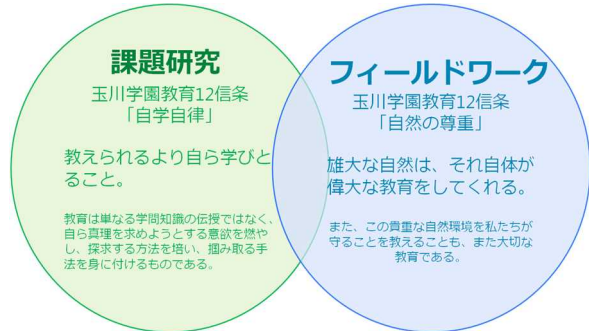 課題研究
玉川学園教育12信条
「自学自律」
教えられるより自ら学びと
ること。
教育は単なる学問知識の伝授ではなく、
自ら真理を求めようとする意欲を燃や
し、探求する方法を培い、掴み取る手
法を身に付けるものである。
フィールドワーク
玉川学園教育12信条
「自然の尊重」
雄大な自然は、それ自体が
偉大な教育をしてくれる。
また、この貴重な自然環境を私たちが
守ることを教えることも、また大切な
教育である。